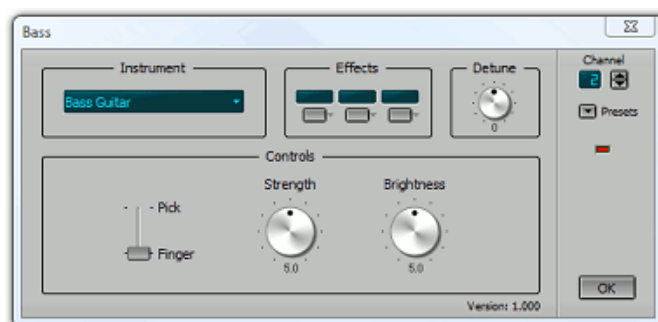 Bass
Instrument
Effects
Detune
Channel
Bass Guitar
2
Presets
0
Controls
Strength
Brightness
Pick
Finger
5.0
5.0
OK
Version: 1.000